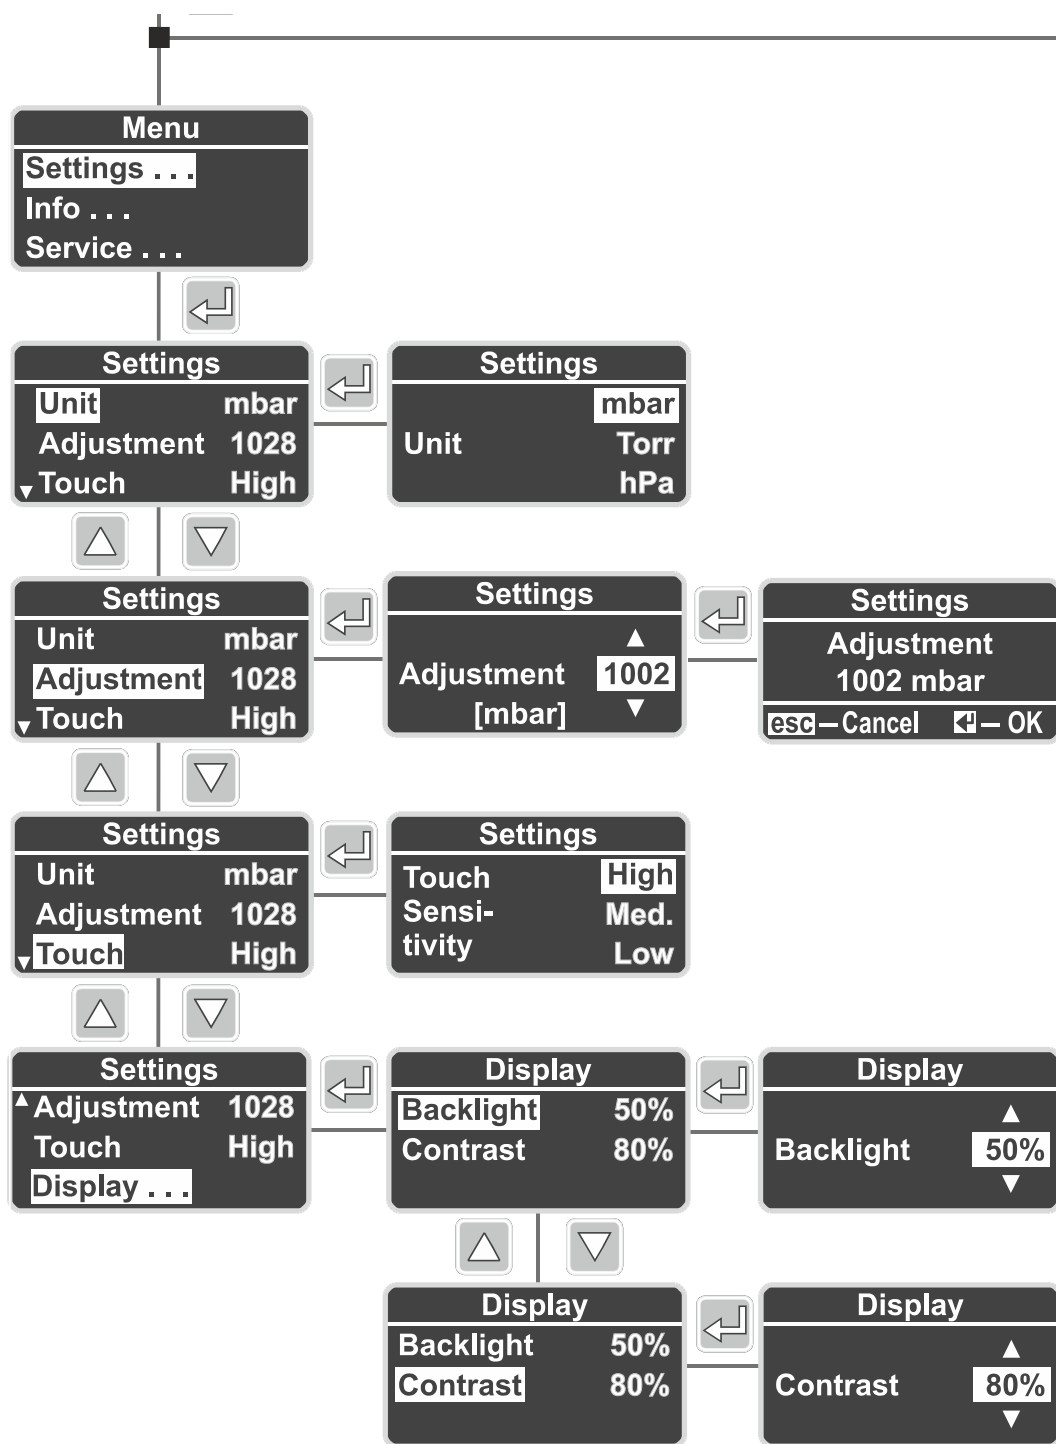 Menu
Settings . . .
Info . . .
Service . . .
Settings
Unit mbar
Adjustment 1028
▼ Touch High
Settings
mbar
Unit Torr
hPa
Settings
Unit mbar
Adjustment 1028
▼ Touch High
Settings
▲
Adjustment 1002
[mbar] ▼
Settings
Adjustment
1002 mbar
esc – Cancel ↵ – OK
Settings
Unit mbar
Adjustment 1028
▼ Touch High
Settings
Touch High
Sensi- Med.
tivity Low
Settings
▲ Adjustment 1028
Touch High
Display . . .
Display
Backlight 50%
Contrast 80%
Display
▲
Backlight 50%
▼
Display
Backlight 50%
Contrast 80%
Display
▲
Contrast 80%
▼